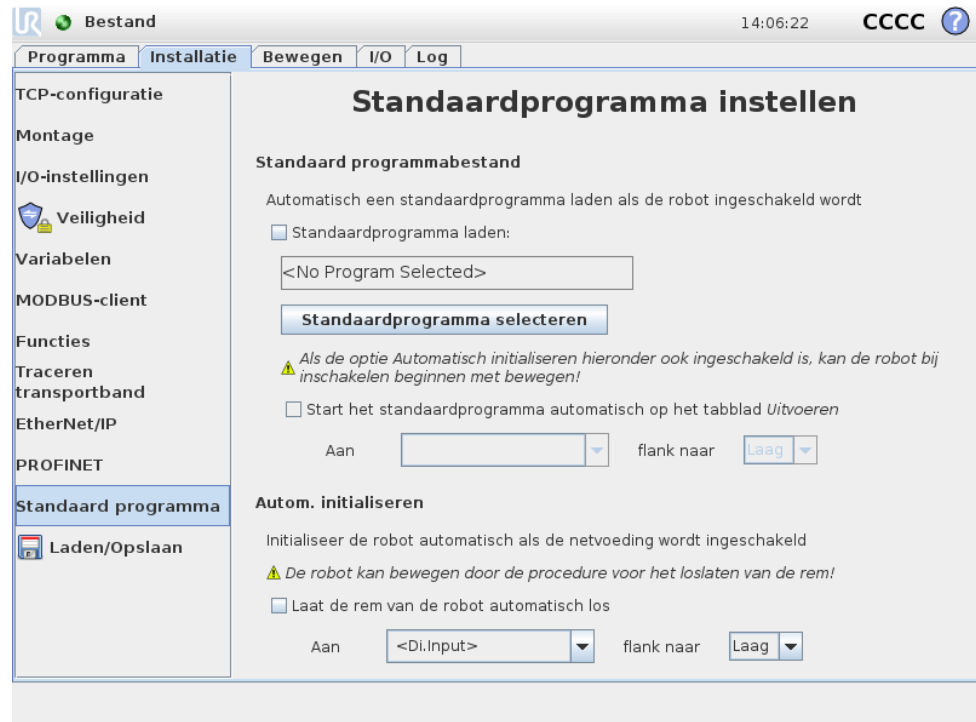 UR Bestand 14:06:22 CCCC ?
Programma Installatie Bewegen I/O Log
TCP-configuratie
Montage
I/O-instellingen
Veiligheid
Variabelen
MODBUS-client
Functies
Traceren
transportband
EtherNet/IP
PROFINET
Standaard programma
Laden/Opslaan
Standaardprogramma instellen
Standaard programmabestand
Automatisch een standaardprogramma laden als de robot ingeschakeld wordt
Standaardprogramma laden:
<No Program Selected>
Standaardprogramma selecteren
Als de optie Automatisch initialiseren hieronder ook ingeschakeld is, kan de robot bij
inschakelen beginnen met bewegen!
Start het standaardprogramma automatisch op het tabblad Uitvoeren
Aan flank naar Laag
Autom. initialiseren
Initialiseer de robot automatisch als de netvoeding wordt ingeschakeld
De robot kan bewegen door de procedure voor het loslaten van de rem!
Laat de rem van de robot automatisch los
Aan <Di.Input> flank naar Laag